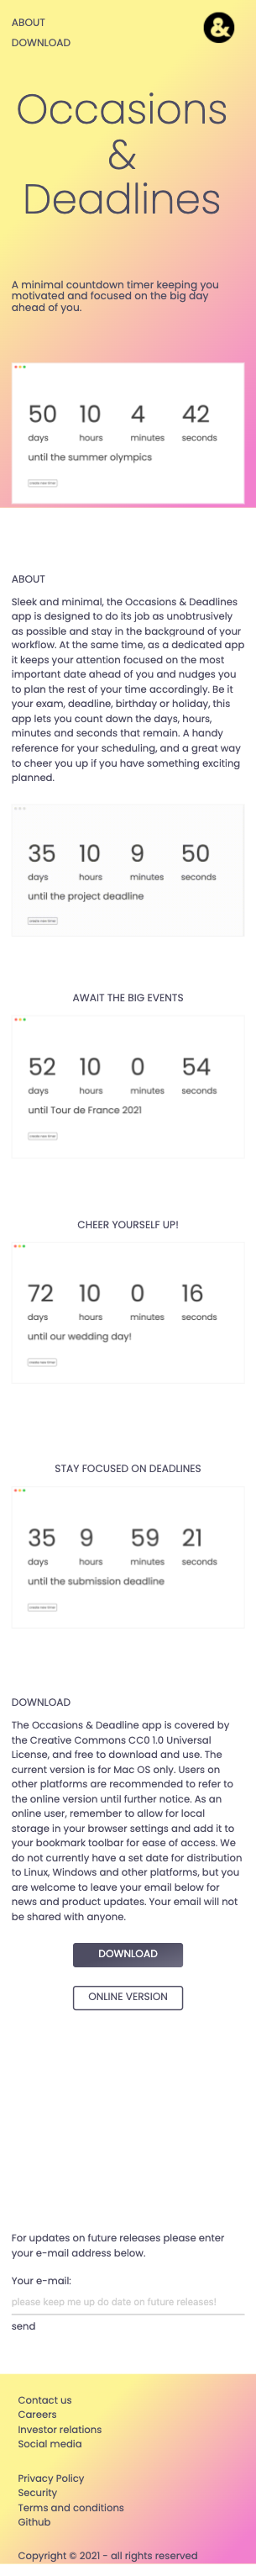 ABOUT
&
DOWNLOAD
Occasions
&
Deadlines
A minimal countdown timer keeping you
motivated and focused on the big day
ahead of you.
50 10 4 42
days hours minutes seconds
until the summer olympics
create new timer
ABOUT
Sleek and minimal, the Occasions & Deadlines
app is designed to do its job as unobtrusively
as possible and stay in the background of your
workflow. At the same time, as a dedicated app
it keeps your attention focused on the most
important date ahead of you and nudges you
to plan the rest of your time accordingly. Be it
your exam, deadline, birthday or holiday, this
app lets you count down the days, hours,
minutes and seconds that remain. A handy
reference for your scheduling, and a great way
to cheer you up if you have something exciting
planned.
35 10 9 50
days hours minutes seconds
until the project deadline
create new timer
AWAIT THE BIG EVENTS
52 10 0 54
days hours minutes seconds
until Tour de France 2021
create new timer
CHEER YOURSELF UP!
72 10 0 16
days hours minutes seconds
until our wedding day!
create new timer
STAY FOCUSED ON DEADLINES
35 9 59 21
days hours minutes seconds
until the submission deadline
create new timer
DOWNLOAD
The Occasions & Deadline app is covered by
the Creative Commons CC0 1.0 Universal
License, and free to download and use. The
current version is for Mac OS only. Users on
other platforms are recommended to refer to
the online version until further notice. As an
online user, remember to allow for local
storage in your browser settings and add it to
your bookmark toolbar for ease of access. We
do not currently have a set date for distribution
to Linux, Windows and other platforms, but you
are welcome to leave your email below for
news and product updates. Your email will not
be shared with anyone.
DOWNLOAD
ONLINE VERSION
For updates on future releases please enter
your e-mail address below.
Your e-mail:
please keep me up do date on future releases!
send
Contact us
Careers
Investor relations
Social media
Privacy Policy
Security
Terms and conditions
Github
Copyright © 2021 - all rights reserved